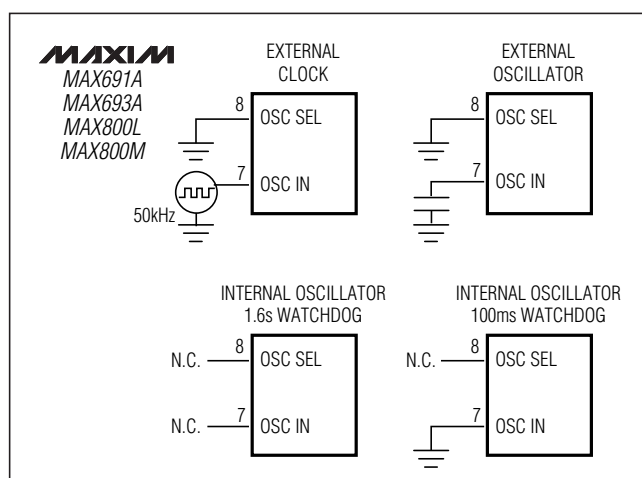 MAXIM
MAX691A
MAX693A
MAX800L
MAX800M
EXTERNAL
CLOCK
8
OSC SEL
7
OSC IN
50kHz
EXTERNAL
OSCILLATOR
8
OSC SEL
7
OSC IN
INTERNAL OSCILLATOR
1.6s WATCHDOG
N.C.
8
OSC SEL
N.C.
7
OSC IN
INTERNAL OSCILLATOR
100ms WATCHDOG
N.C.
8
OSC SEL
7
OSC IN